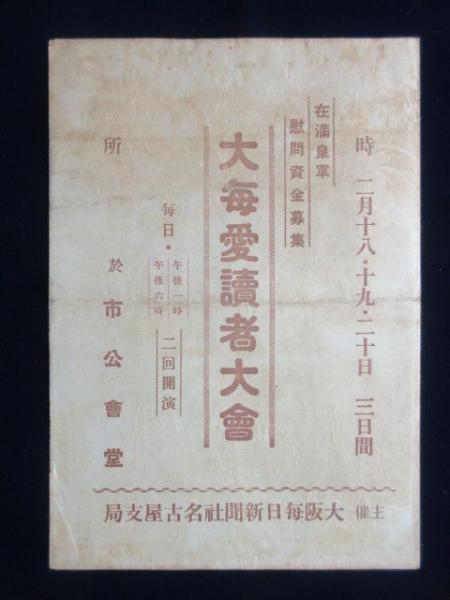 時 二月十八・十九・二十日 三日間
在滿皇軍
慰問資金募集
大每愛讀者大會
每日・午後一時 午後六時 二回開演
所 於市公會堂
主催 大阪每日新聞社名古屋支局